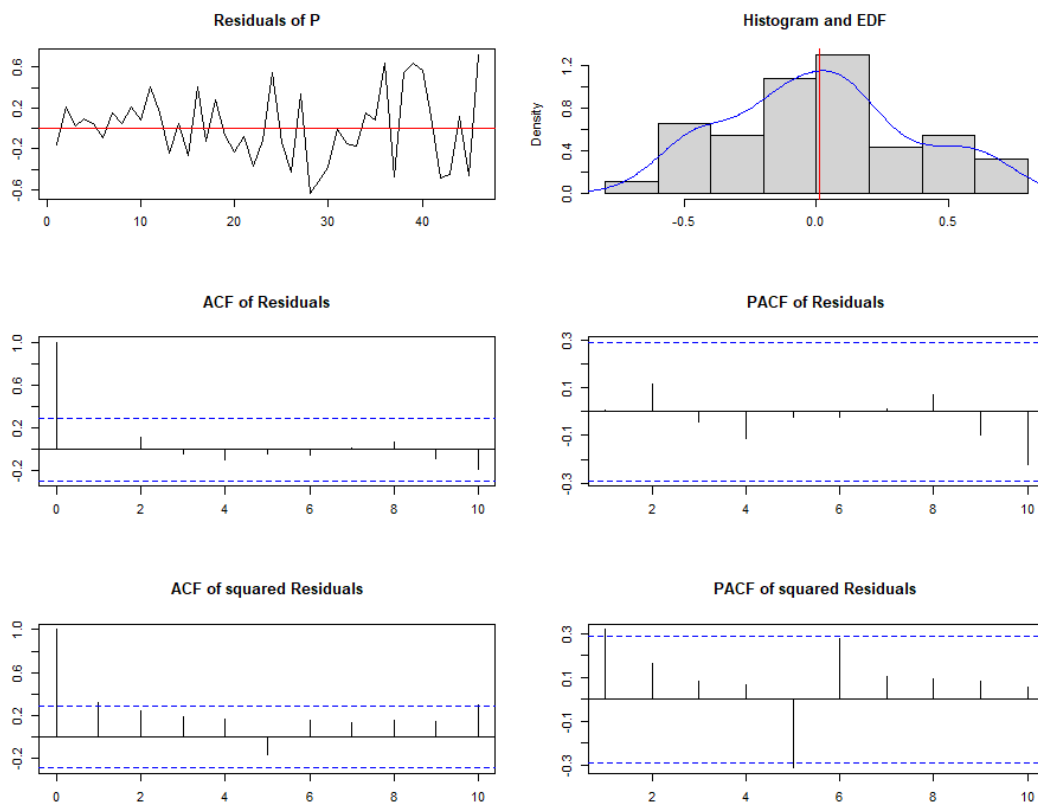 Residuals of P
0.6
0.2
-0.2
-0.6
0 10 20 30 40
Histogram and EDF
Density
1.2
0.8
0.4
0.0
-0.5 0.0 0.5
ACF of Residuals
1.0
0.6
0.2
-0.2
0 2 4 6 8 10
PACF of Residuals
0.3
0.1
-0.1
-0.3
2 4 6 8 10
ACF of squared Residuals
1.0
0.6
0.2
-0.2
0 2 4 6 8 10
PACF of squared Residuals
0.3
0.1
-0.1
-0.3
2 4 6 8 10